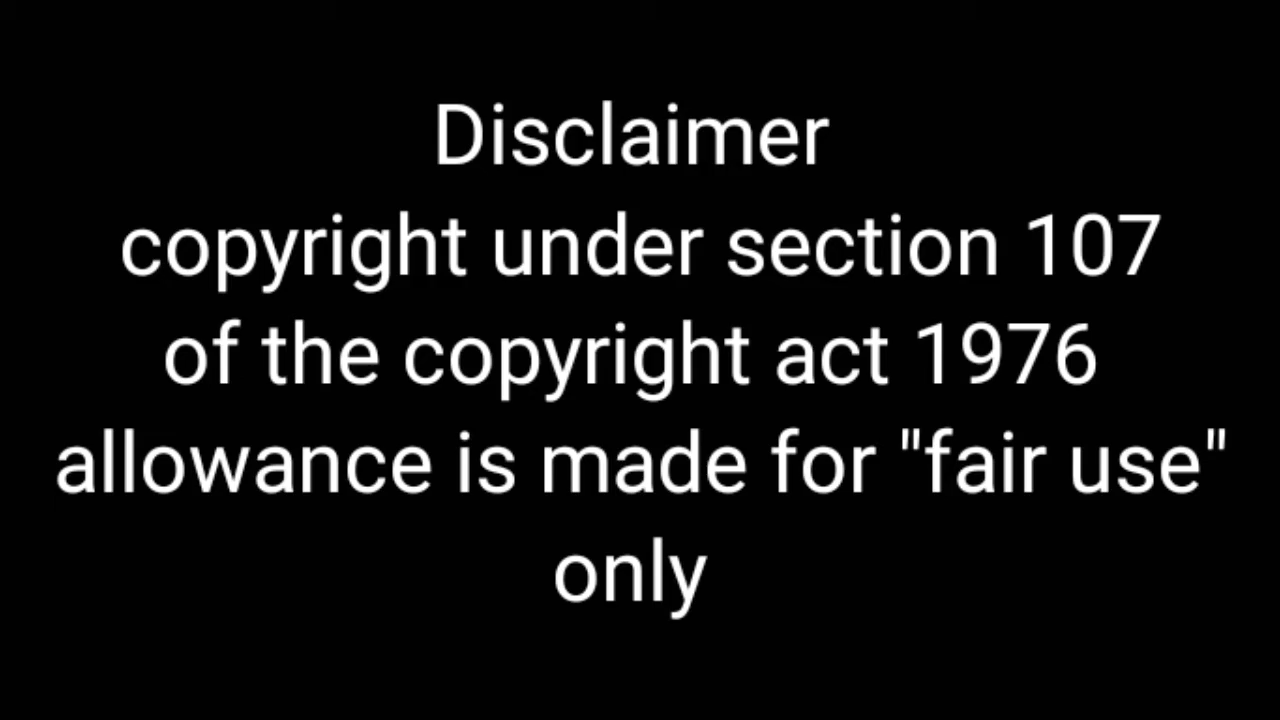 Disclaimer
copyright under section 107
of the copyright act 1976
allowance is made for "fair use"
only